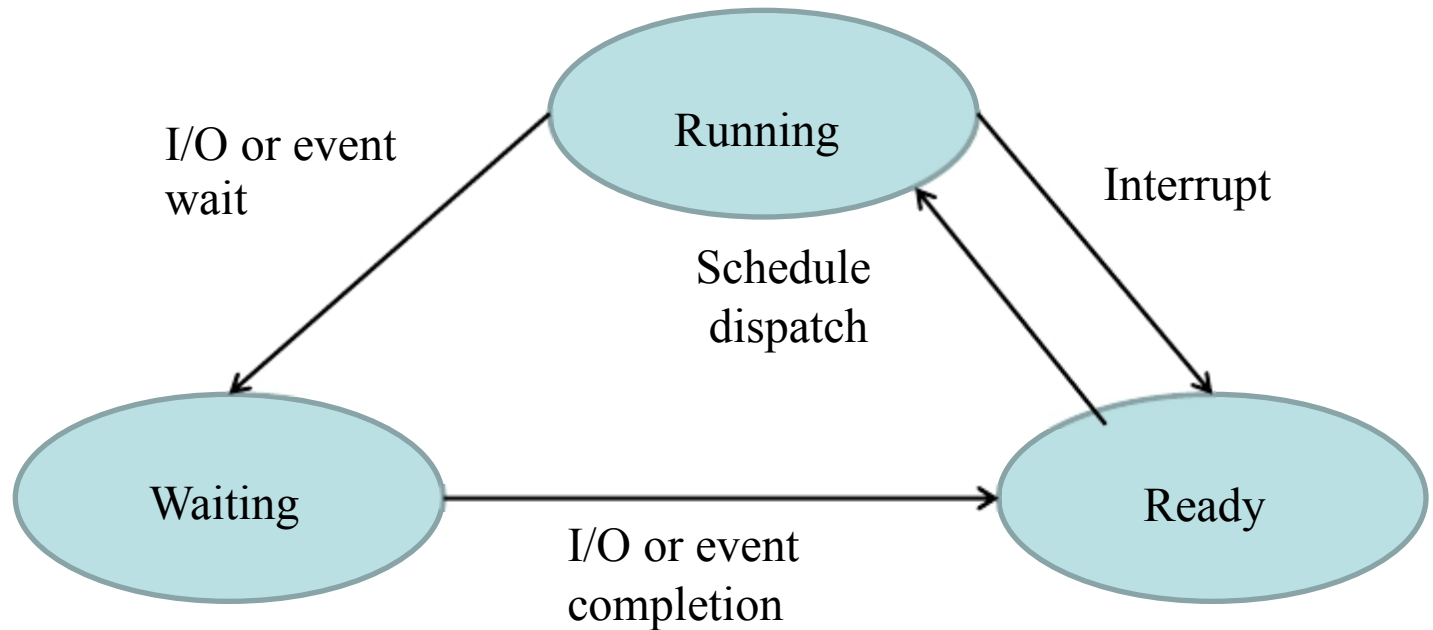 Running
I/O or event
wait
Interrupt
Schedule
dispatch
Waiting
Ready
I/O or event
completion